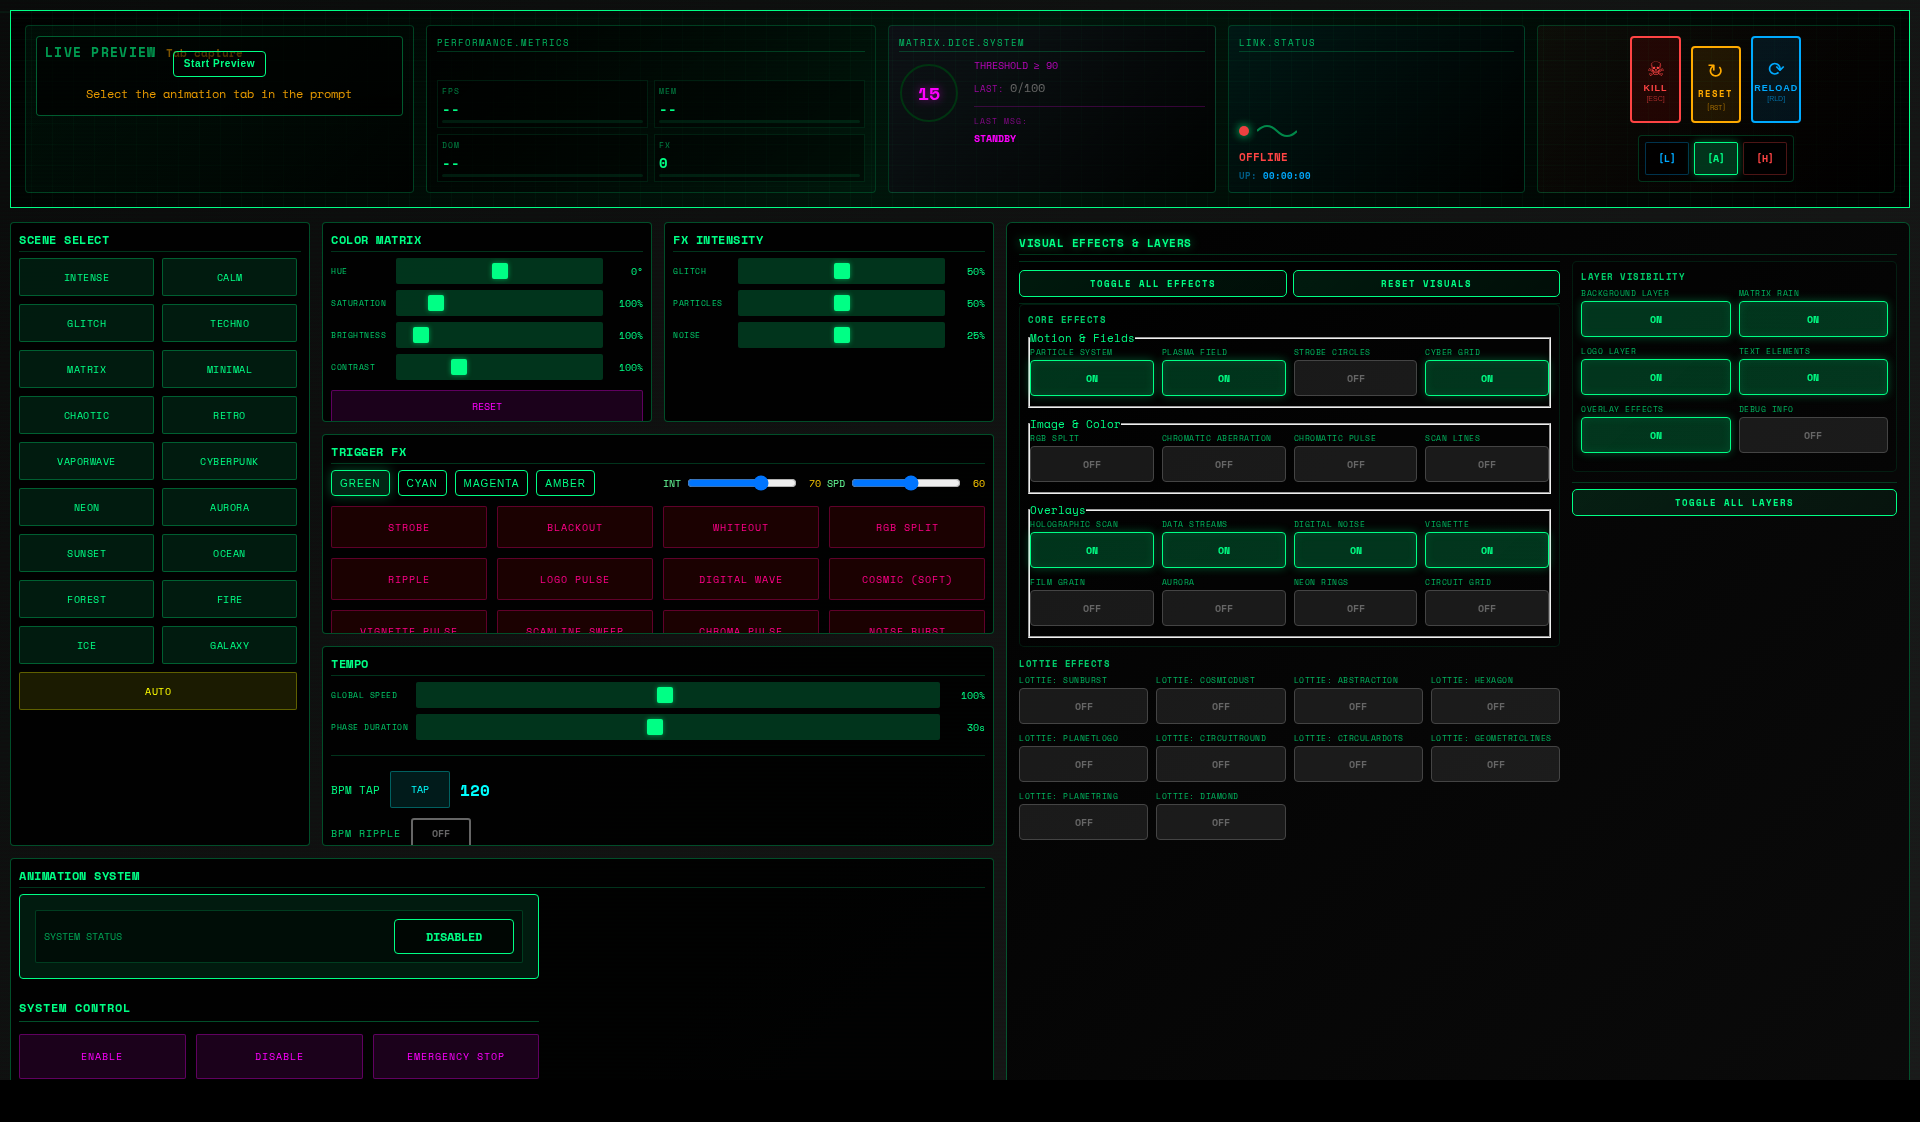 LIVE PREVIEW Tab capture
Start Preview
Select the animation tab in the prompt
PERFORMANCE.METRICS
FPS
--
MEM
--
DOM
--
FX
0
MATRIX.DICE.SYSTEM
15
THRESHOLD ≥ 90
LAST: 0/100
LAST MSG:
STANDBY
LINK.STATUS
OFFLINE
UP: 00:00:00
KILL
[ESC]
RESET
[RST]
RELOAD
[RLD]
[L]
[A]
[H]
SCENE SELECT
INTENSE
CALM
GLITCH
TECHNO
MATRIX
MINIMAL
CHAOTIC
RETRO
VAPORWAVE
CYBERPUNK
NEON
AURORA
SUNSET
OCEAN
FOREST
FIRE
ICE
GALAXY
AUTO
COLOR MATRIX
HUE 0°
SATURATION 100%
BRIGHTNESS 100%
CONTRAST 100%
RESET
FX INTENSITY
GLITCH 50%
PARTICLES 50%
NOISE 25%
TRIGGER FX
GREEN CYAN MAGENTA AMBER INT 70 SPD 60
STROBE
BLACKOUT
WHITEOUT
RGB SPLIT
RIPPLE
LOGO PULSE
DIGITAL WAVE
COSMIC (SOFT)
VIGNETTE PULSE
SCANLINE SWEEP
CHROMA PULSE
NOISE BURST
TEMPO
GLOBAL SPEED 100%
PHASE DURATION 30s
BPM TAP TAP 120
BPM RIPPLE OFF
ANIMATION SYSTEM
SYSTEM STATUS DISABLED
SYSTEM CONTROL
ENABLE
DISABLE
EMERGENCY STOP
VISUAL EFFECTS & LAYERS
TOGGLE ALL EFFECTS
RESET VISUALS
CORE EFFECTS
Motion & Fields
PARTICLE SYSTEM
ON
PLASMA FIELD
ON
STROBE CIRCLES
OFF
CYBER GRID
ON
Image & Color
RGB SPLIT
OFF
CHROMATIC ABERRATION
OFF
CHROMATIC PULSE
OFF
SCAN LINES
OFF
Overlays
HOLOGRAPHIC SCAN
ON
DATA STREAMS
ON
DIGITAL NOISE
ON
VIGNETTE
ON
FILM GRAIN
OFF
AURORA
OFF
NEON RINGS
OFF
CIRCUIT GRID
OFF
LOTTIE EFFECTS
LOTTIE: SUNBURST
OFF
LOTTIE: COSMICDUST
OFF
LOTTIE: ABSTRACTION
OFF
LOTTIE: HEXAGON
OFF
LOTTIE: PLANETLOGO
OFF
LOTTIE: CIRCUITROUND
OFF
LOTTIE: CIRCULARDOTS
OFF
LOTTIE: GEOMETRICLINES
OFF
LOTTIE: PLANETRING
OFF
LOTTIE: DIAMOND
OFF
LAYER VISIBILITY
BACKGROUND LAYER
ON
MATRIX RAIN
ON
LOGO LAYER
ON
TEXT ELEMENTS
ON
OVERLAY EFFECTS
ON
DEBUG INFO
OFF
TOGGLE ALL LAYERS